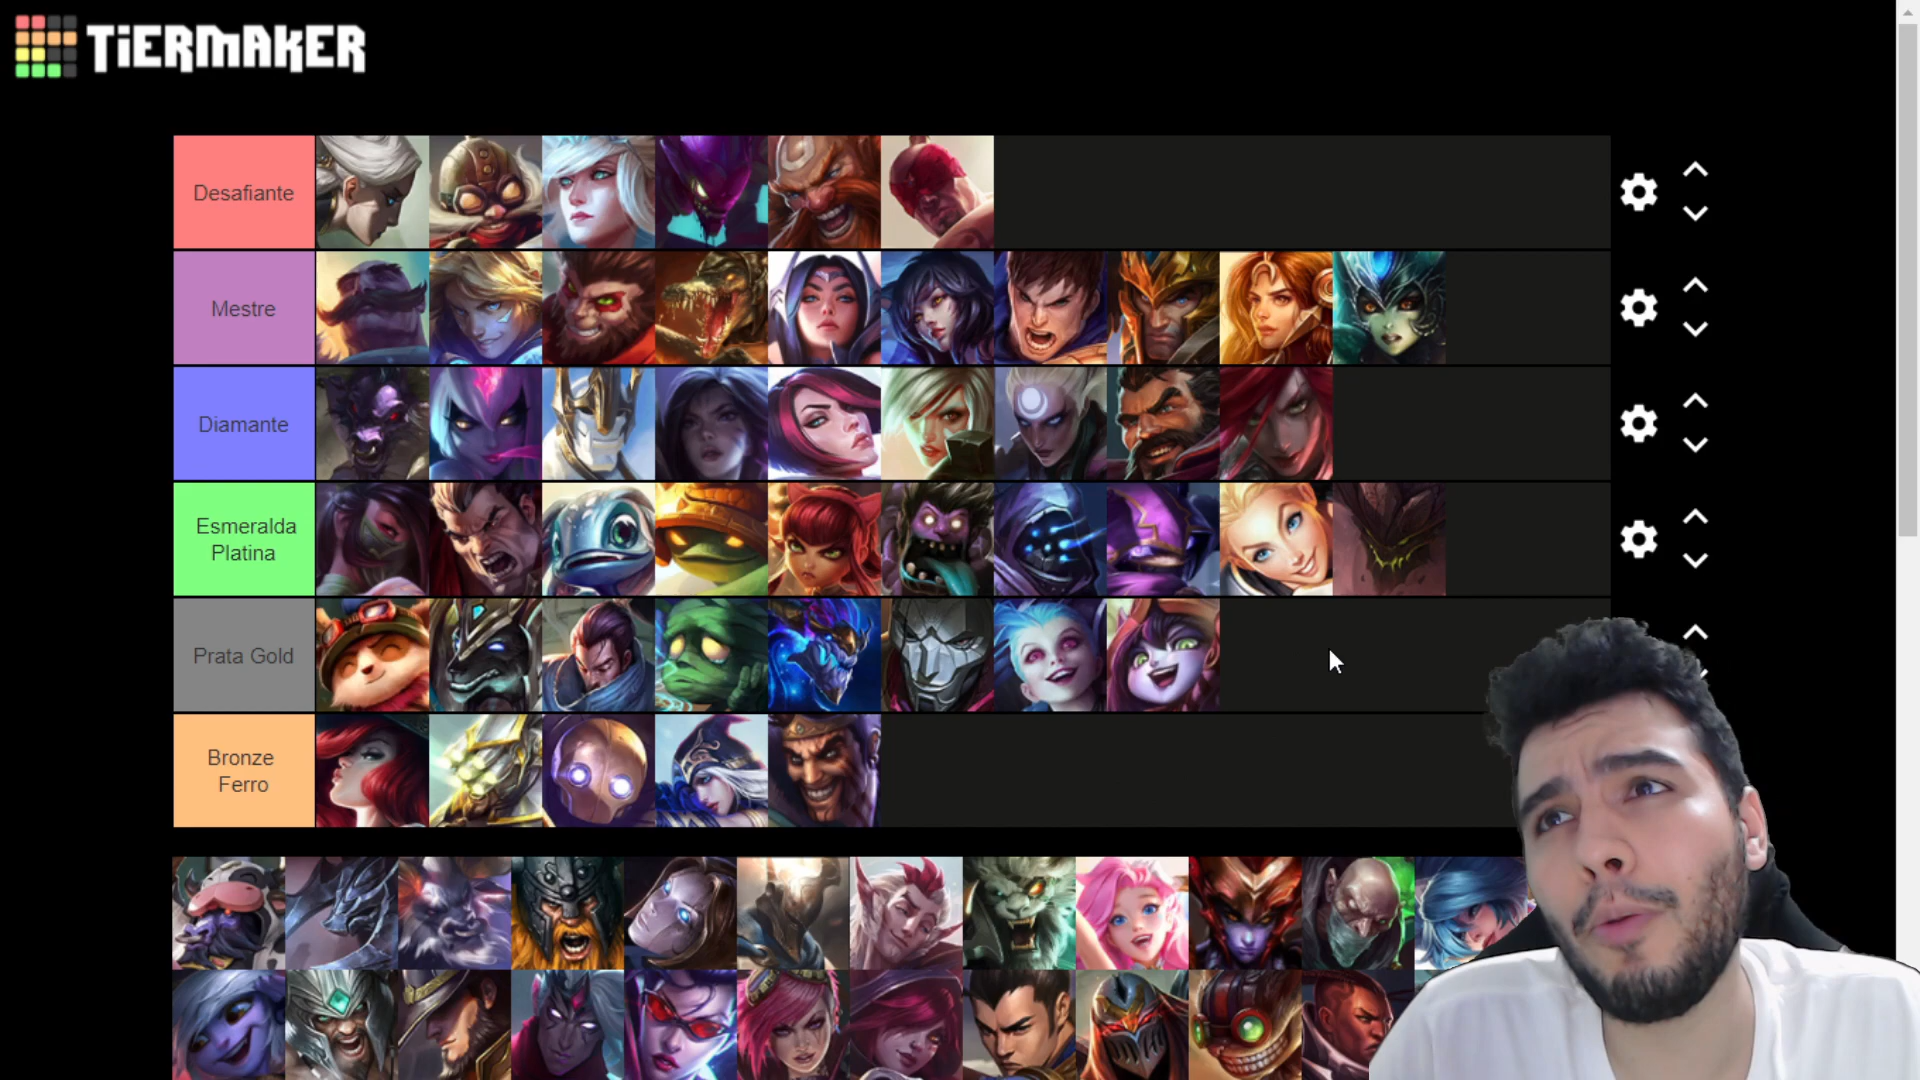 TiERMAKER
Desafiante
Mestre
Diamante
Esmeralda
Platina
Prata Gold
Bronze
Ferro